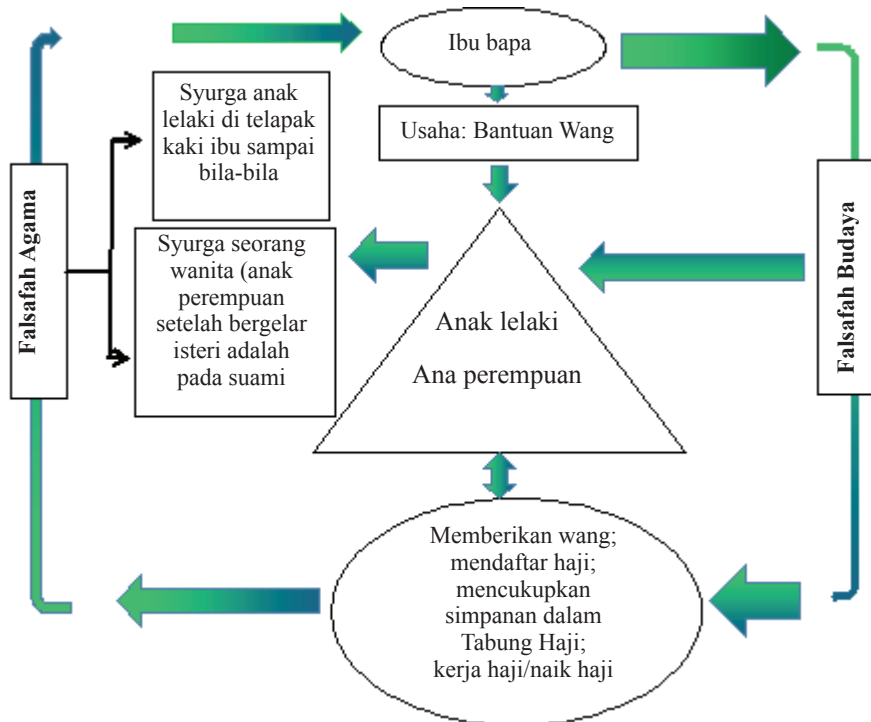 Ibu bapa
Usaha: Bantuan Wang
Syurga anak
lelaki di telapak
kaki ibu sampai
bila-bila
Syurga seorang
wanita (anak
perempuan
setelah bergelar
isteri adalah
pada suami
Falsafah Agama
Anak lelaki
Ana perempuan
Falsafah Budaya
Memberikan wang;
mendaftar haji;
mencukupkan
simpanan dalam
Tabung Haji;
kerja haji/naik haji